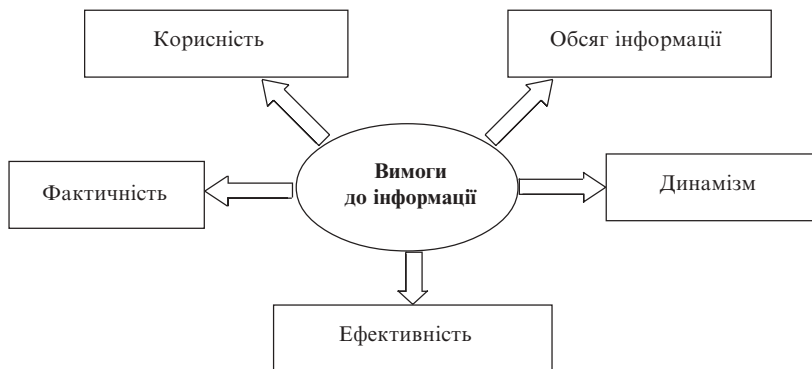 Корисність
Обсяг інформації
Вимоги
до інформації
Фактичність
Динамізм
Ефективність